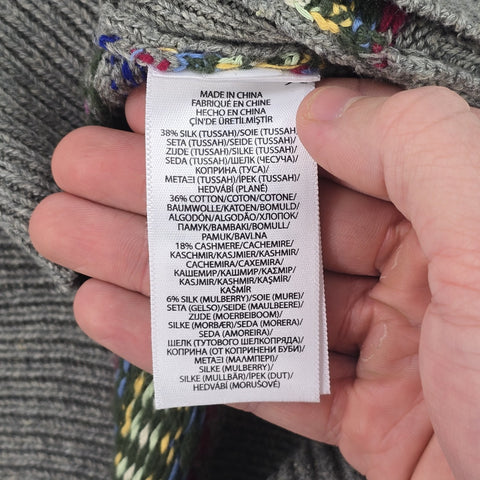 MADE IN CHINA
FABRIQUÉ EN CHINE
HECHO EN CHINA
ÇİN'DE ÜRETİLMİŞTİR
38% SILK (TUSSAH)/SOIE (TUSSAH)
SETA (TUSSAH)/SEIDE (TUSSAH)/
ZIJDE (TUSSAH)/SILKE (TUSSAH)/
SEDA (TUSSAH)/ШЕЛК (ЧЕСУЧА)/
КОПРИНА (ТУСА)/
ΜΕΤΑΞΙ (TUSSAH)/İPEK (TUSSAH)/
HEDVÁBÍ (PLANÉ)
36% COTTON/COTON/COTONE/
BAUMWOLLE/KATOEN/BOMULD/
ALGODÓN/ALGODÃO/ХЛОПОК
ПАМУК/ΒΑΜΒΑΚΙ/BOMULL/
PAMUK/BAVLNA
18% CASHMERE/CACHEMIRE/
KASCHMIR/KASJMIER/KASHMIR/
CACHEMIRA/CAXEMIRA/
КАШЕМИР/КАШМИР/ΚΑΣΜΙΡ/
KASJMIR/KASHMIR/KAŞMİR/
KAŠMÍR
6% SILK (MULBERRY)/SOIE (MURE)/
SETA (GELSO)/SEIDE (MAULBEERE)/
ZIJDE (MOERBEIBOOM)/
SILKE (MORBÆR)/SEDA (MORERA)/
SEDA (AMOREIRA)/
ШЕЛК (ТУТОВОГО ШЕЛКОПРЯДА)/
КОПРИНА (ОТ КОПРИНЕНИ БУБИ)/
ΜΕΤΑΞΙ (ΜΑΛΜΠΕΡΙ)/
SILKE (MULBERRY)/
SILKE (MULLBÄR)/İPEK (DUT)/
HEDVÁBÍ (MORUŠOVÉ)